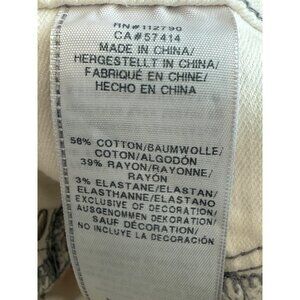 RN#112790
CA#57414
MADE IN CHINA/
HERGESTELLT IN CHINA/
FABRIQUÉ EN CHINE/
HECHO EN CHINA
58% COTTON/BAUMWOLLE/
COTON/ALGODÓN
39% RAYON/RAYONNE/
RAYÓN
3% ELASTANE/ELASTAN/
ELASTHANNE/ELASTANO
EXCLUSIVE OF DECORATION/
AUSGENOMMEN DEKORATION/
SAUF DÉCORATION/
NO INCLUYE LA DECORACIÓN